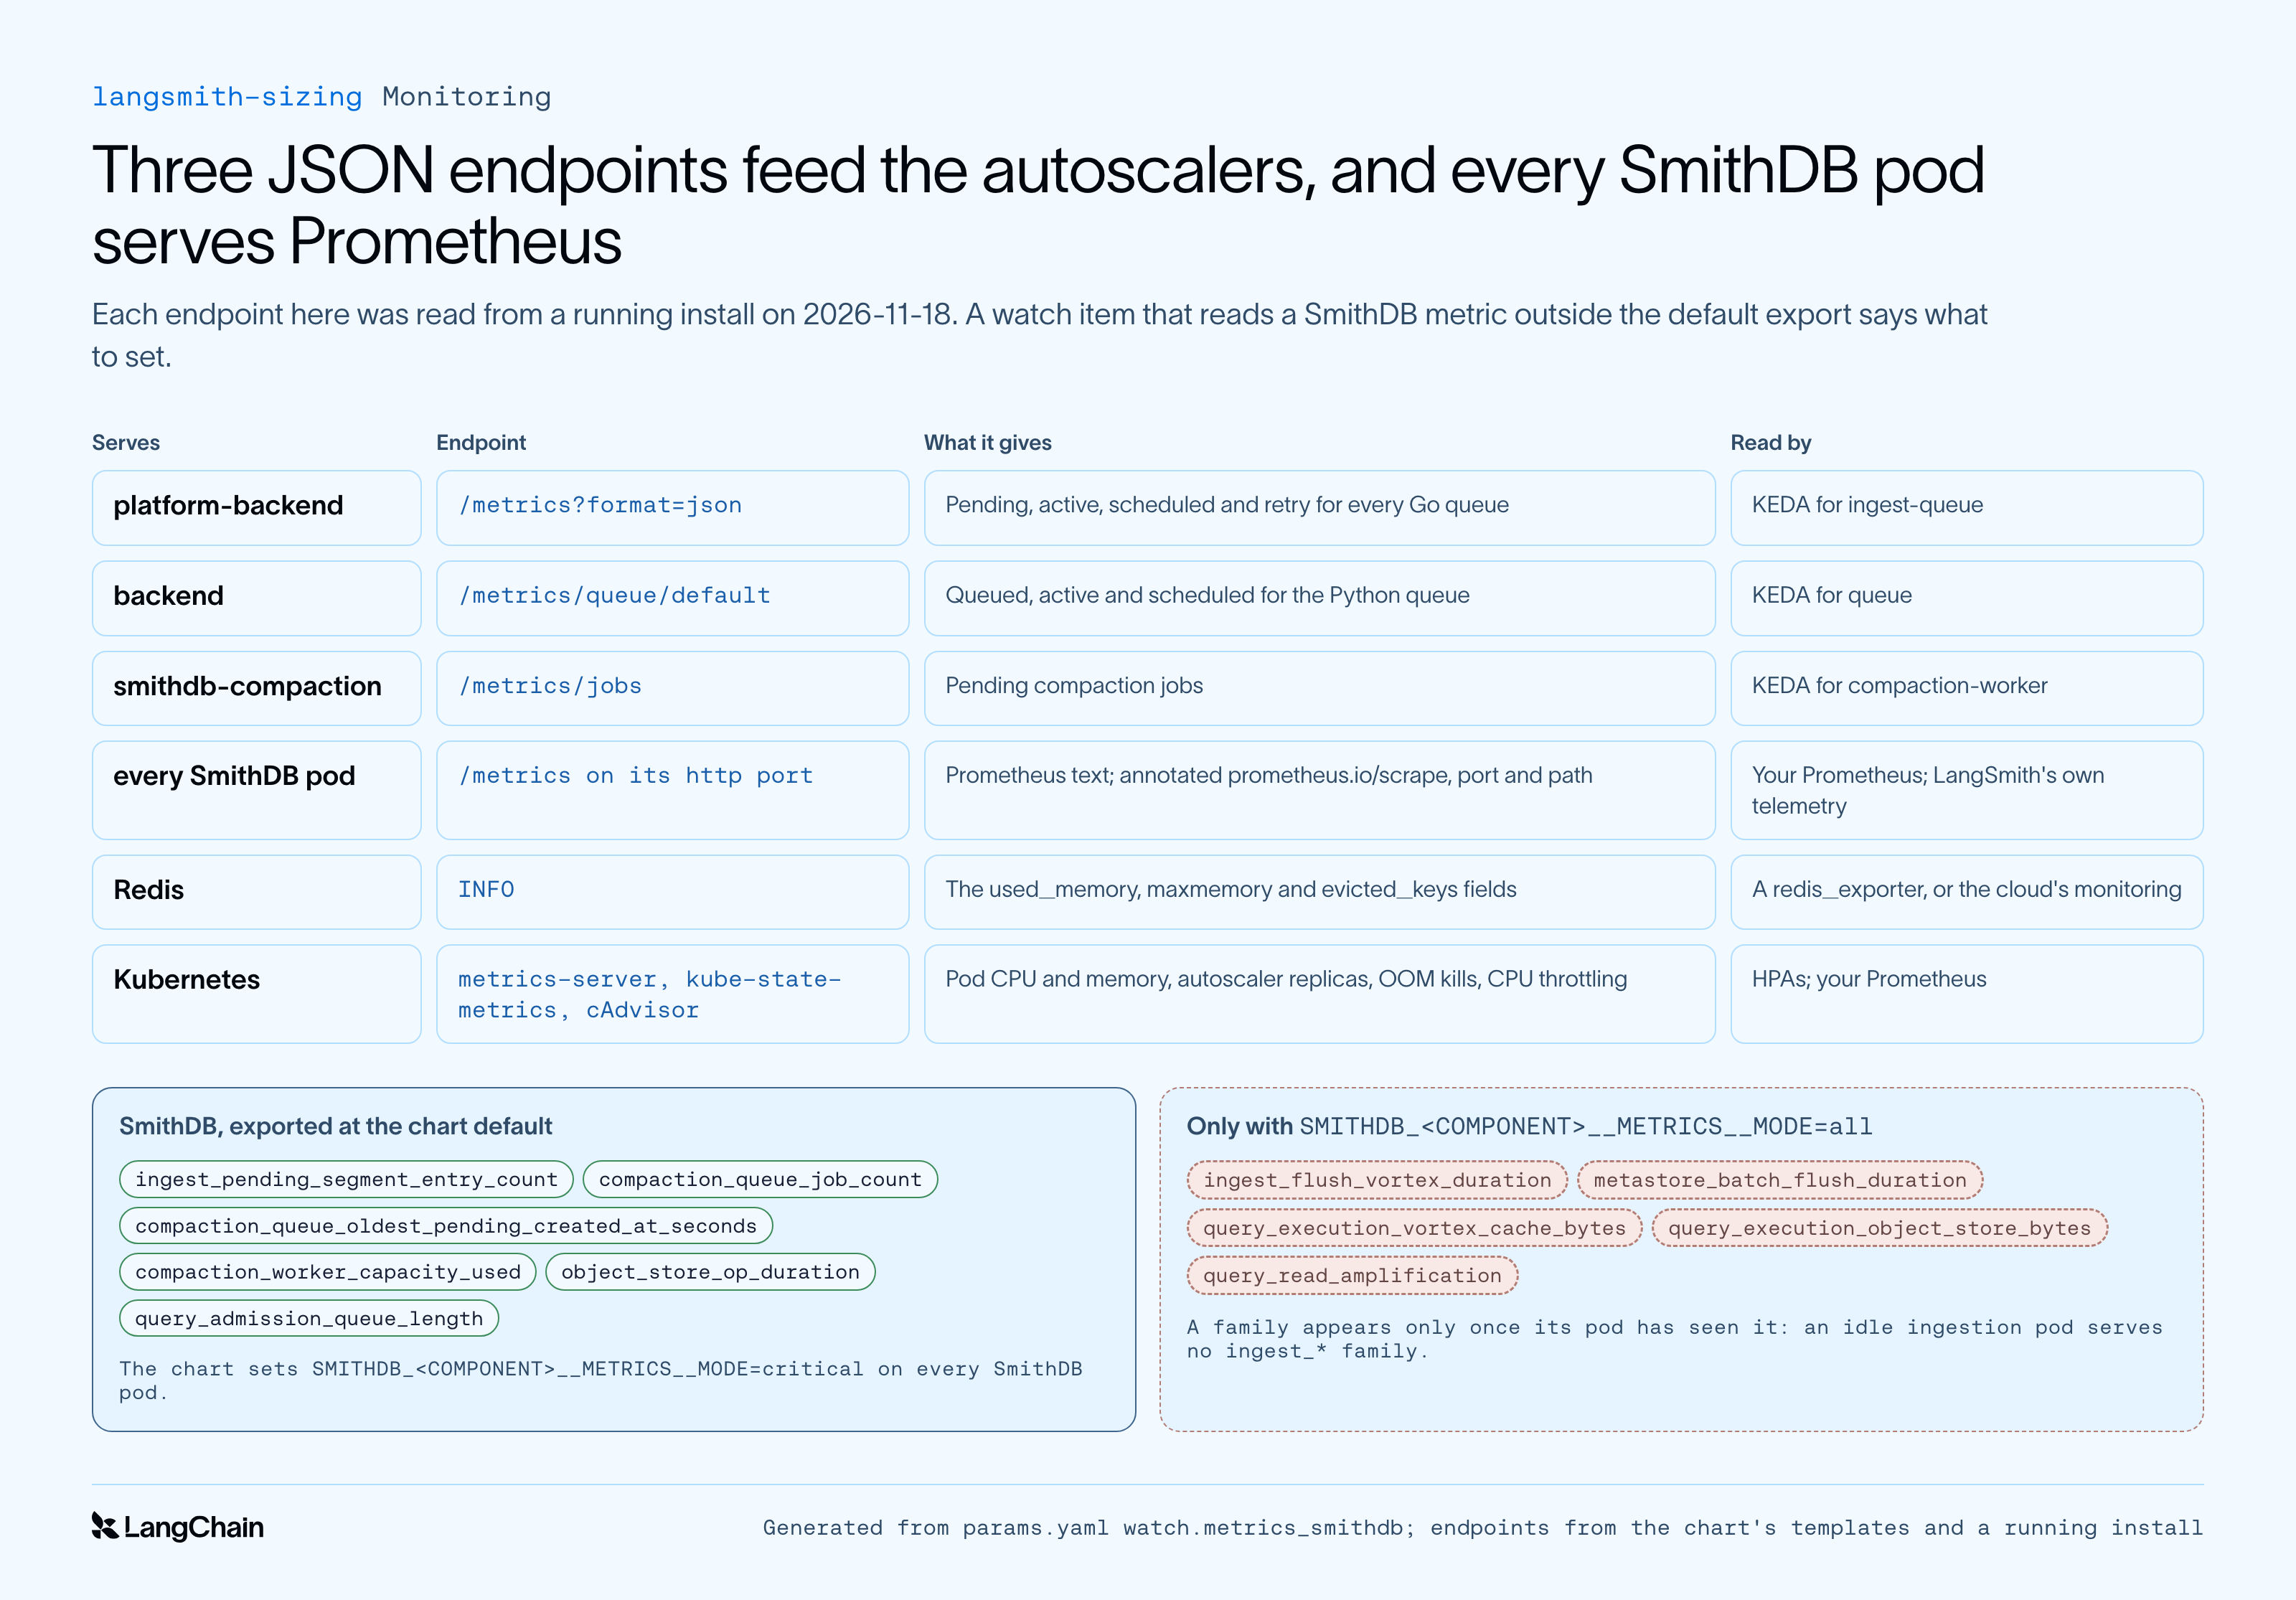 langsmith-sizing Monitoring
Three JSON endpoints feed the autoscalers, and every SmithDB pod
serves Prometheus
Each endpoint here was read from a running install on 2026-11-18. A watch item that reads a SmithDB metric outside the default export says what
to set.
Serves Endpoint What it gives Read by
platform-backend /metrics?format=json Pending, active, scheduled and retry for every Go queue KEDA for ingest-queue
backend /metrics/queue/default Queued, active and scheduled for the Python queue KEDA for queue
smithdb-compaction /metrics/jobs Pending compaction jobs KEDA for compaction-worker
every SmithDB pod /metrics on its http port Prometheus text; annotated prometheus.io/scrape, port and path Your Prometheus; LangSmith's own
telemetry
Redis INFO The used_memory, maxmemory and evicted_keys fields A redis_exporter, or the cloud's monitoring
Kubernetes metrics-server, kube-state- Pod CPU and memory, autoscaler replicas, OOM kills, CPU throttling HPAs; your Prometheus
metrics, cAdvisor
SmithDB, exported at the chart default
ingest_pending_segment_entry_count compaction_queue_job_count
compaction_queue_oldest_pending_created_at_seconds
compaction_worker_capacity_used object_store_op_duration
query_admission_queue_length
The chart sets SMITHDB_<COMPONENT>__METRICS__MODE=critical on every SmithDB
pod.
Only with SMITHDB_<COMPONENT>__METRICS__MODE=all
ingest_flush_vortex_duration metastore_batch_flush_duration
query_execution_vortex_cache_bytes query_execution_object_store_bytes
query_read_amplification
A family appears only once its pod has seen it: an idle ingestion pod serves
no ingest_* family.
LangChain Generated from params.yaml watch.metrics_smithdb; endpoints from the chart's templates and a running install